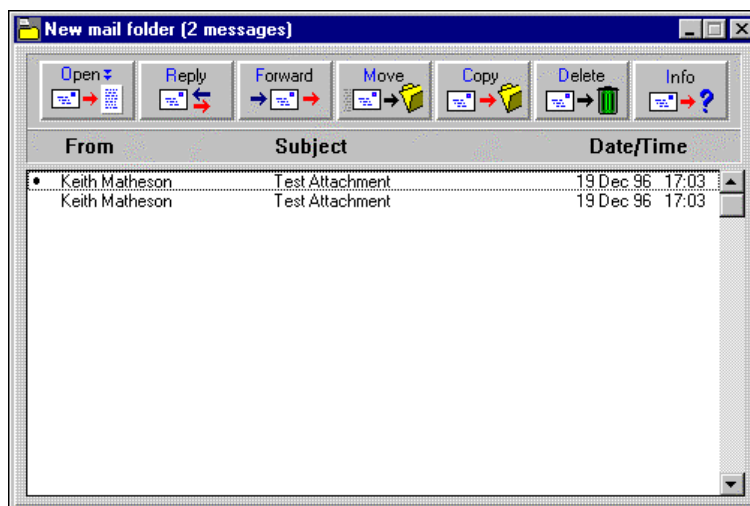 New mail folder (2 messages)
Open Reply Forward Move Copy Delete Info
From Subject Date/Time
• Keith Matheson Test Attachment 19 Dec 96 17:03
Keith Matheson Test Attachment 19 Dec 96 17:03